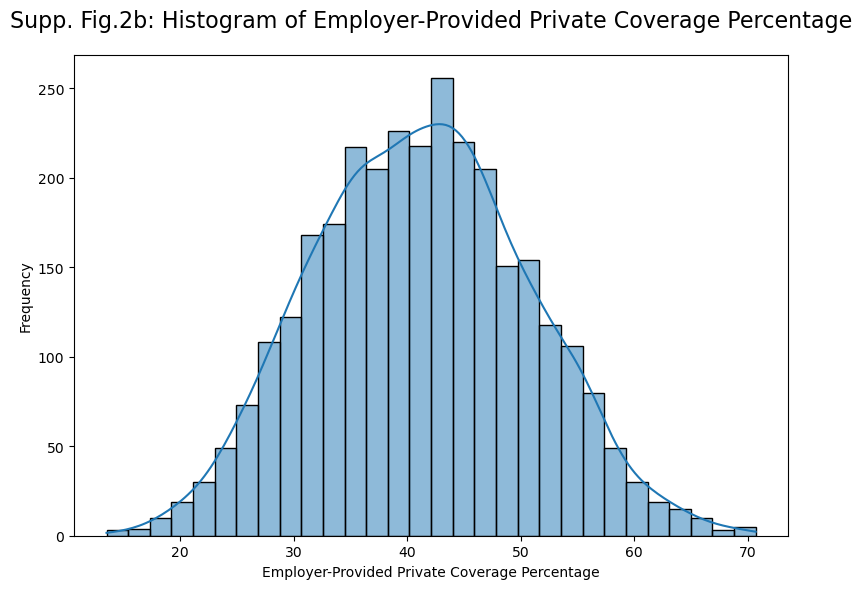 Supp. Fig.2b: Histogram of Employer-Provided Private Coverage Percentage
250
200
150
100
50
0
Frequency
20 30 40 50 60 70
Employer-Provided Private Coverage Percentage